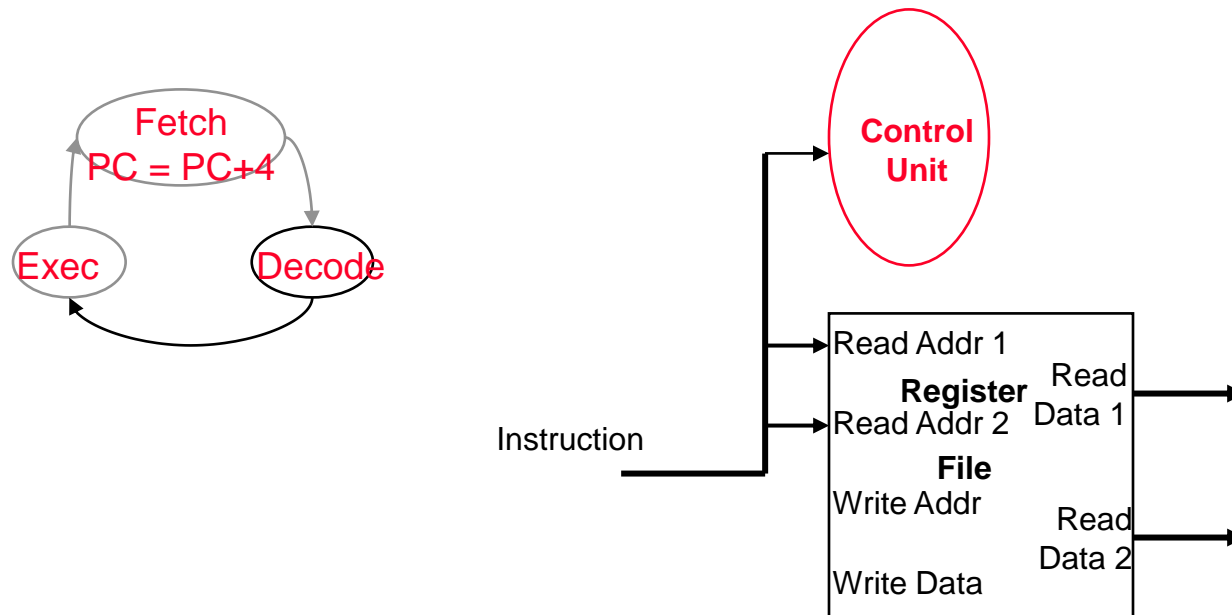 Fetch
PC = PC+4
Exec
Decode
Control
Unit
Instruction
Read Addr 1
Register
Read Addr 2
File
Write Addr
Write Data
Read
Data 1
Read
Data 2